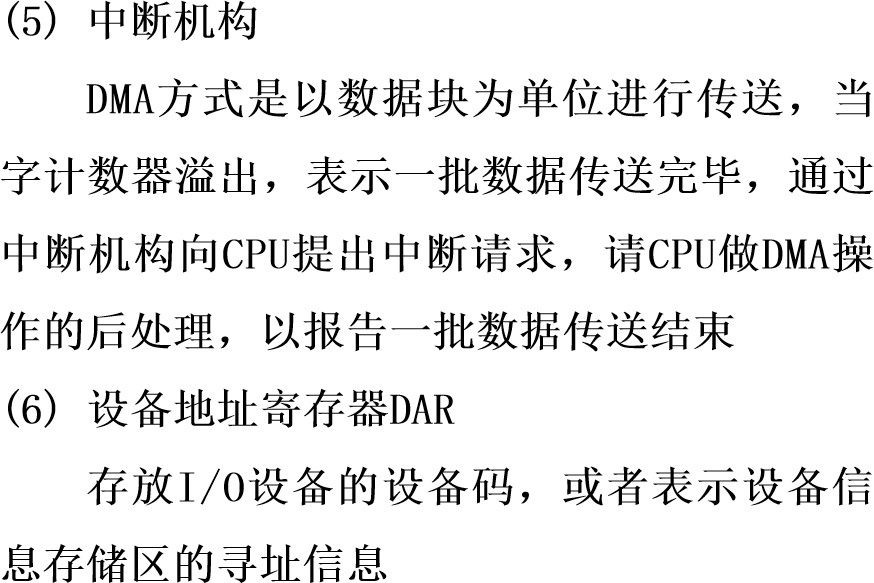 (5) 中断机构
DMA方式是以数据块为单位进行传送，当
字计数器溢出，表示一批数据传送完毕，通过
中断机构向CPU提出中断请求，请CPU做DMA操
作的后处理，以报告一批数据传送结束
(6) 设备地址寄存器DAR
存放I/O设备的设备码，或者表示设备信
息存储区的寻址信息